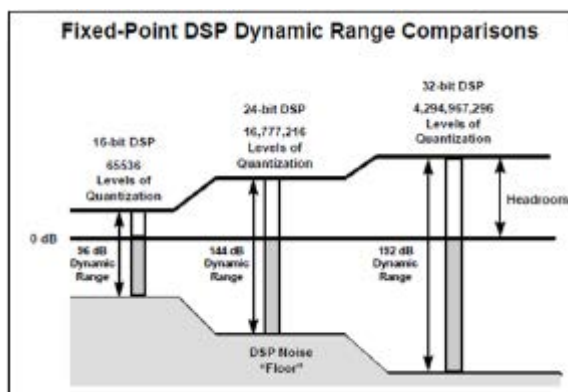 Fixed-Point DSP Dynamic Range Comparisons
16-bit DSP
65536
Levels of
Quantization
24-bit DSP
16,777,216
Levels of
Quantization
32-bit DSP
4,294,967,296
Levels of
Quantization
Headroom
0 dB
96 dB
Dynamic
Range
144 dB
Dynamic
Range
192 dB
Dynamic
Range
DSP Noise
"Floor"